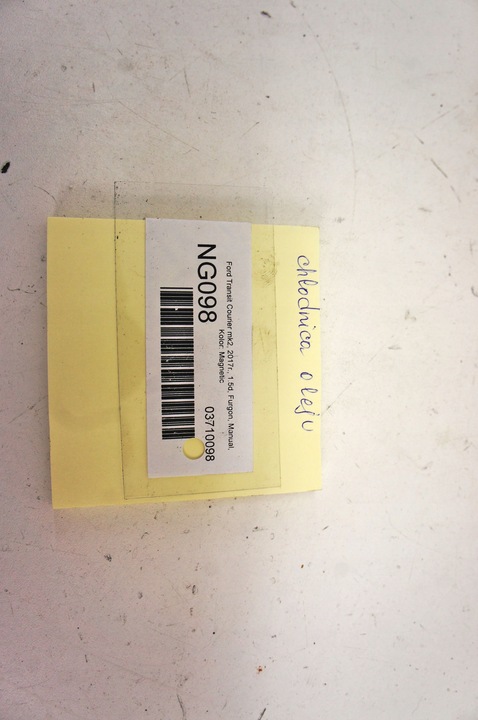 chłodnica oleju
Ford Transit Courier mk2, 2017r., 1.5d, Furgon, Manual,
Kolor: Magnetic
NG098
03710098